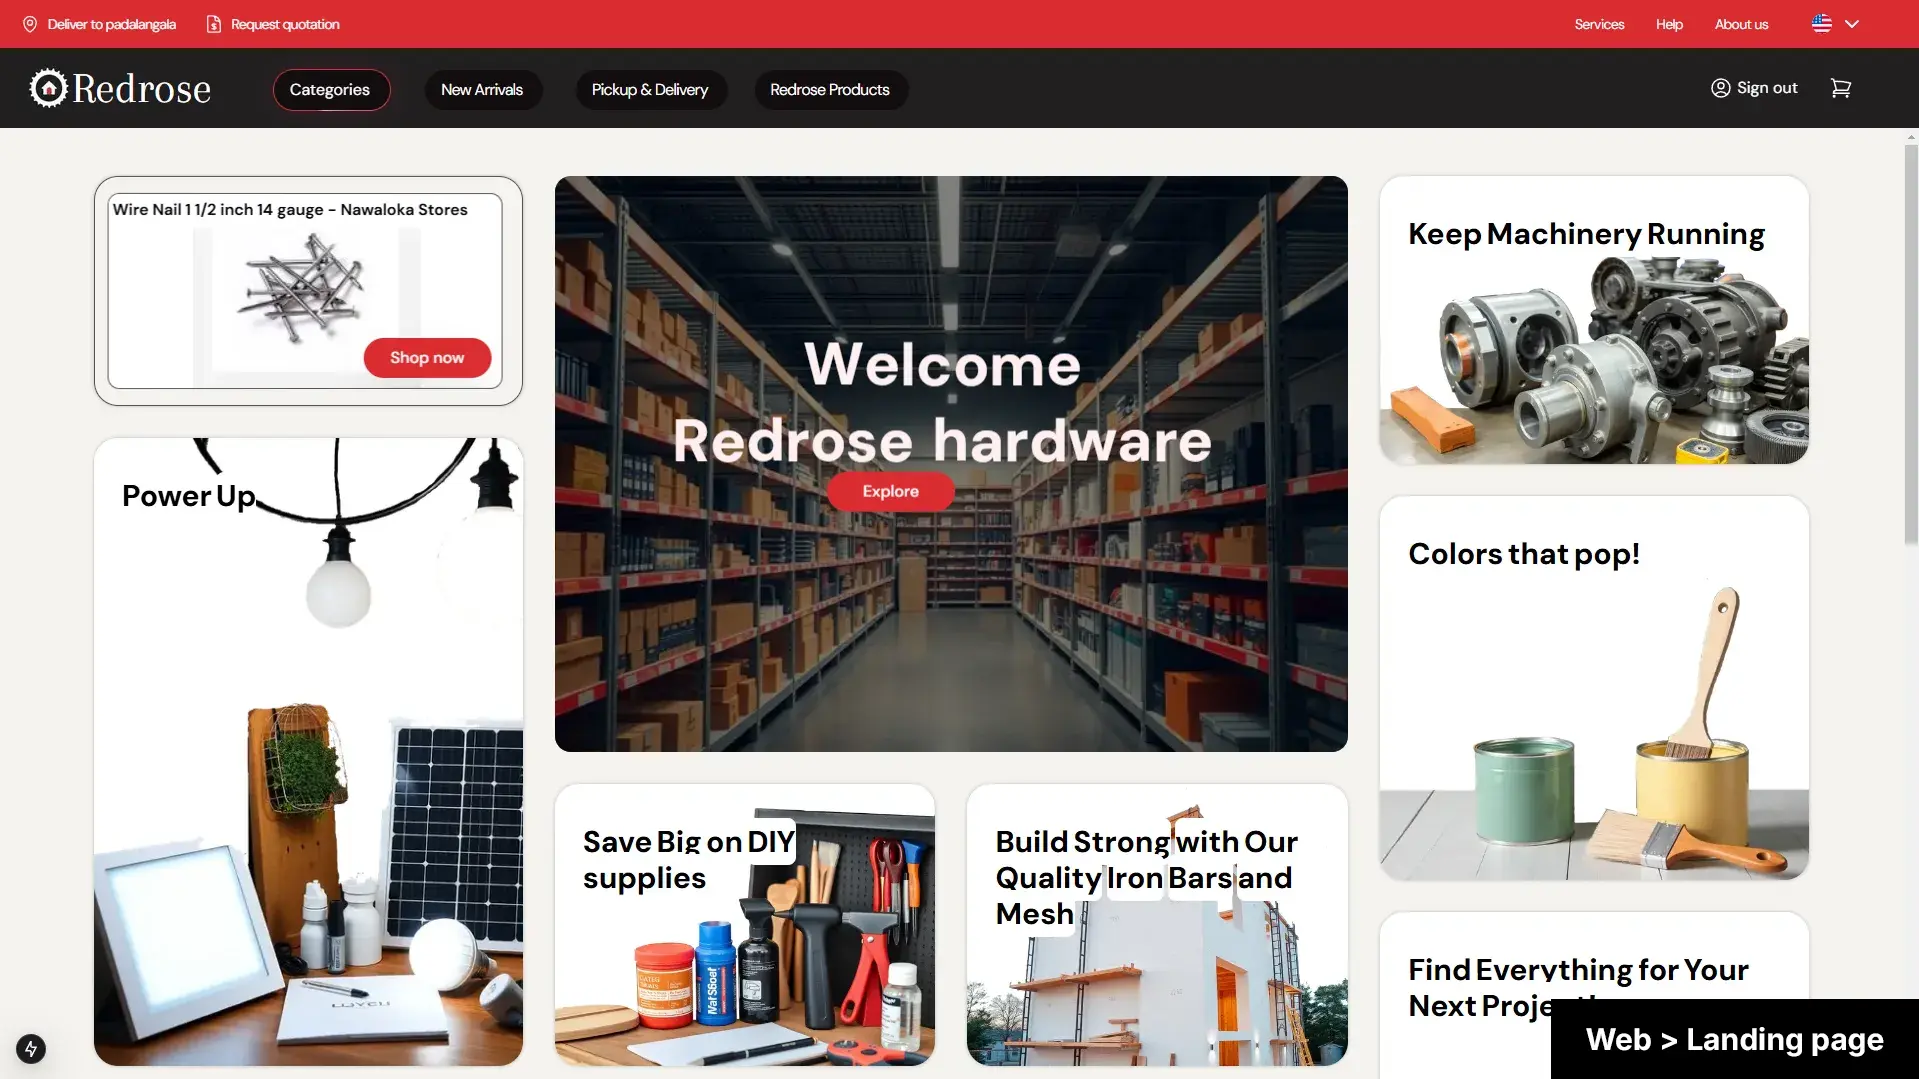 Deliver to padalangala
Request quotation
Services
Help
About us
Redrose
Categories
New Arrivals
Pickup & Delivery
Redrose Products
Sign out
Wire Nail 1 1/2 inch 14 gauge - Nawaloka Stores
Shop now
Power Up
Welcome
Redrose hardware
Explore
Save Big on DIY
supplies
Build Strong with Our
Quality Iron Bars and
Mesh
Keep Machinery Running
Colors that pop!
Find Everything for Your
Next
Web > Landing page